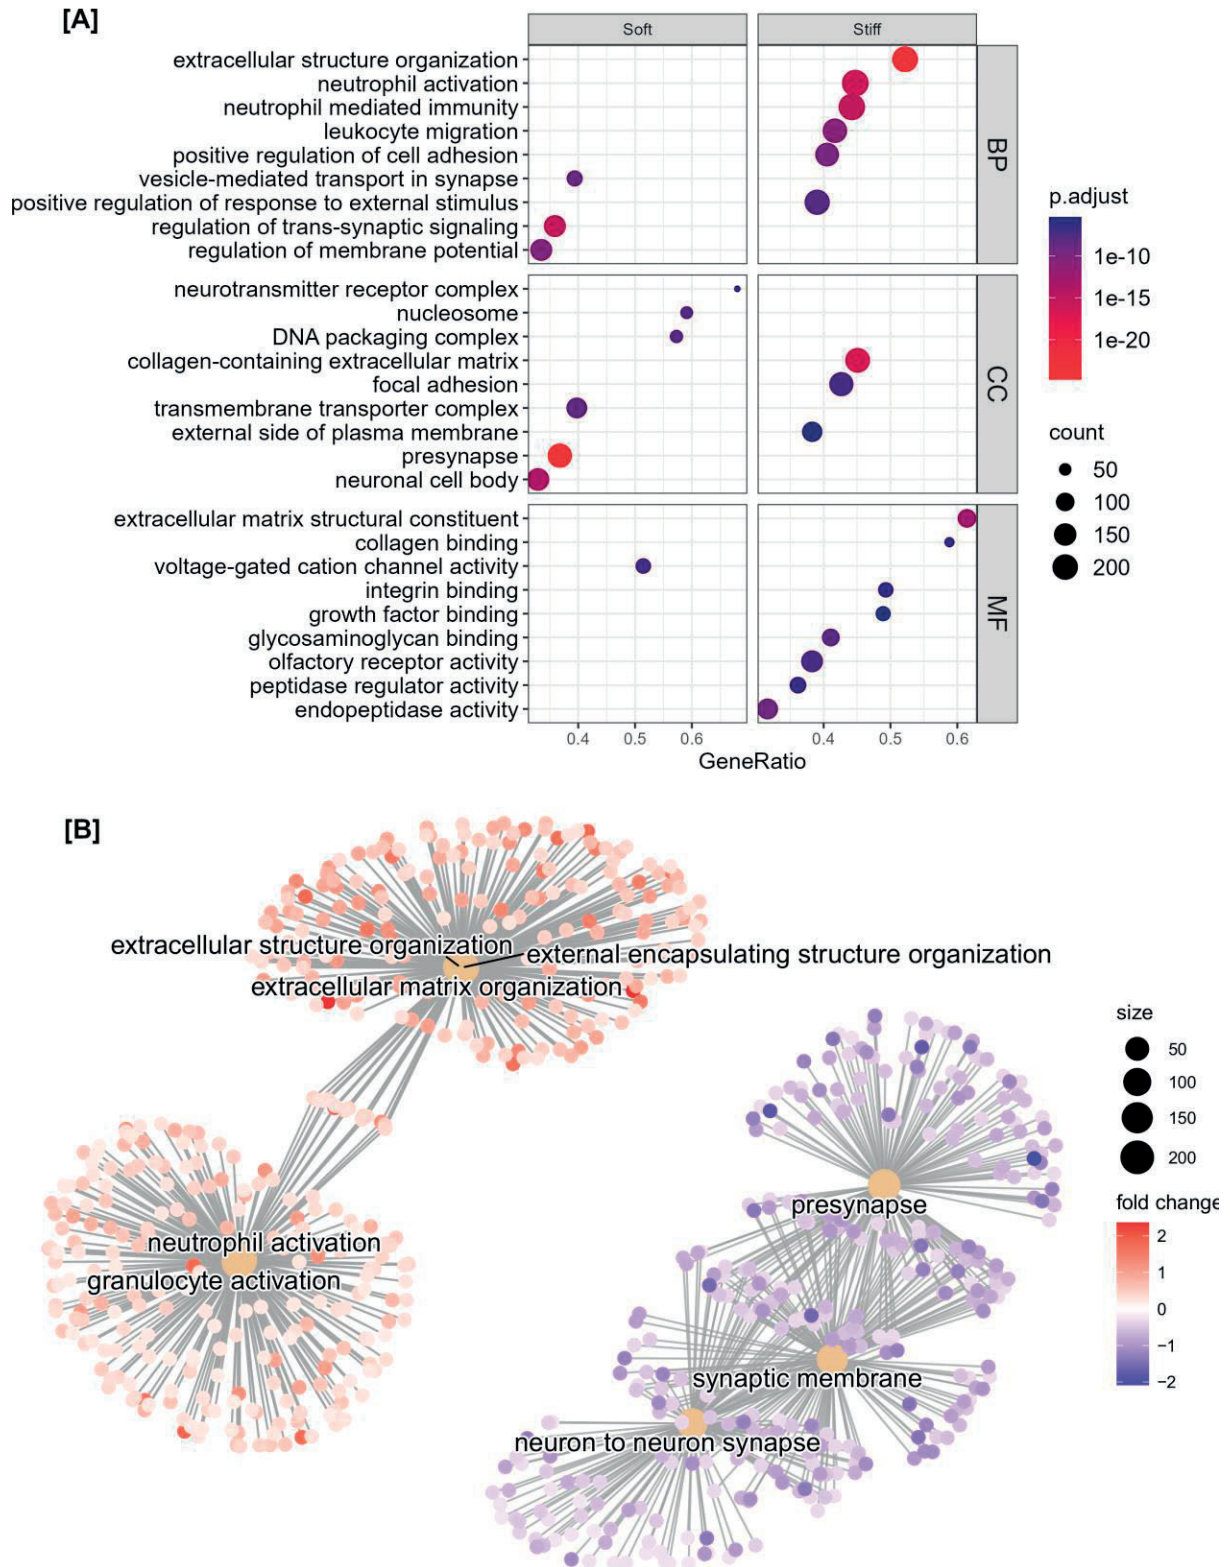 [A]
Soft Stiff
extracellular structure organization
neutrophil activation
neutrophil mediated immunity
leukocyte migration
positive regulation of cell adhesion
vesicle-mediated transport in synapse
positive regulation of response to external stimulus
regulation of trans-synaptic signaling
regulation of membrane potential
BP
neurotransmitter receptor complex
nucleosome
DNA packaging complex
collagen-containing extracellular matrix
focal adhesion
transmembrane transporter complex
external side of plasma membrane
presynapse
neuronal cell body
CC
extracellular matrix structural constituent
collagen binding
voltage-gated cation channel activity
integrin binding
growth factor binding
glycosaminoglycan binding
olfactory receptor activity
peptidase regulator activity
endopeptidase activity
MF
0.4 0.5 0.6 0.4 0.5 0.6
GeneRatio
p.adjust
1e-10
1e-15
1e-20
count
50
100
150
200
[B]
extracellular structure organization
external encapsulating structure organization
extracellular matrix organization
neutrophil activation
granulocyte activation
presynapse
synaptic membrane
neuron to neuron synapse
size
50
100
150
200
fold change
2
1
0
−1
−2